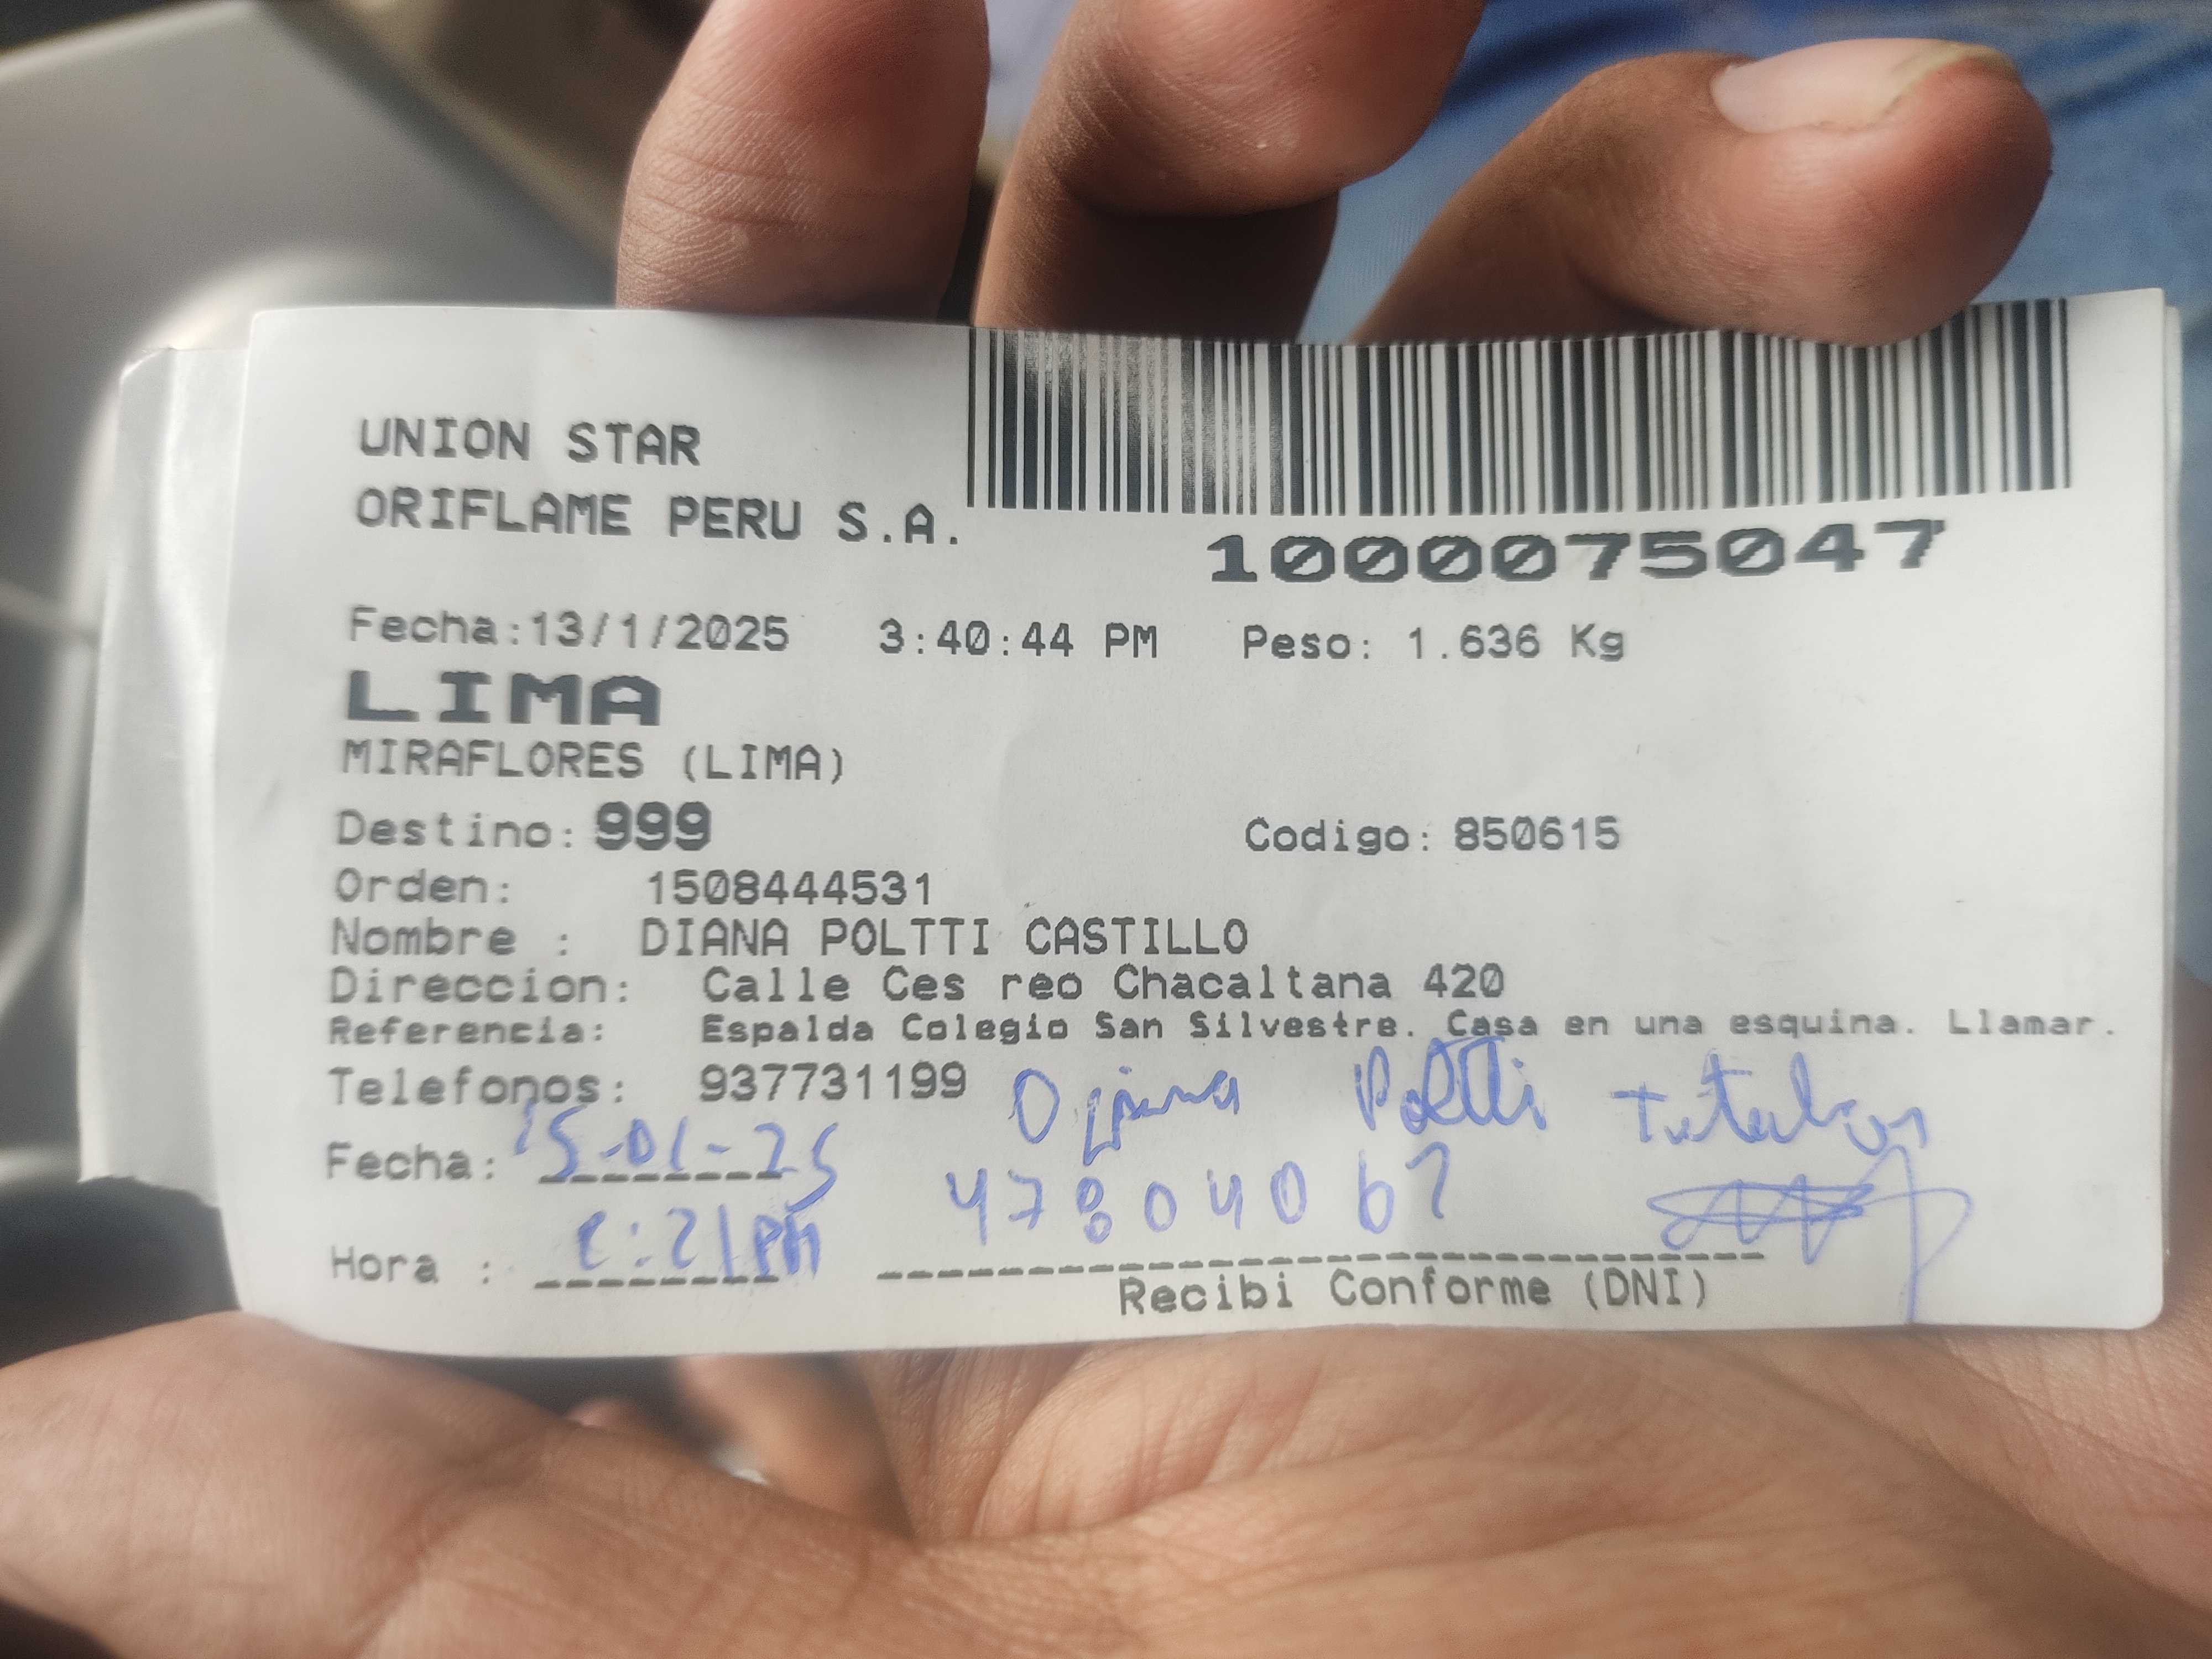 UNION STAR
ORIFLAME PERU S.A.
1000075047
Fecha:13/1/2025 3:40:44 PM Peso: 1.636 Kg
LIMA
MIRAFLORES (LIMA)
Destino: 999 Codigo: 850615
Orden: 1508444531
Nombre : DIANA POLTTI CASTILLO
Direccion: Calle Ces reo Chacaltana 420
Referencia: Espalda Colegio San Silvestre. Casa en una esquina. Llamar.
Telefonos: 937731199 Poltti
Fecha: 15-01-25
Hora : 2:21PM 47804067
Recibi Conforme (DNI)